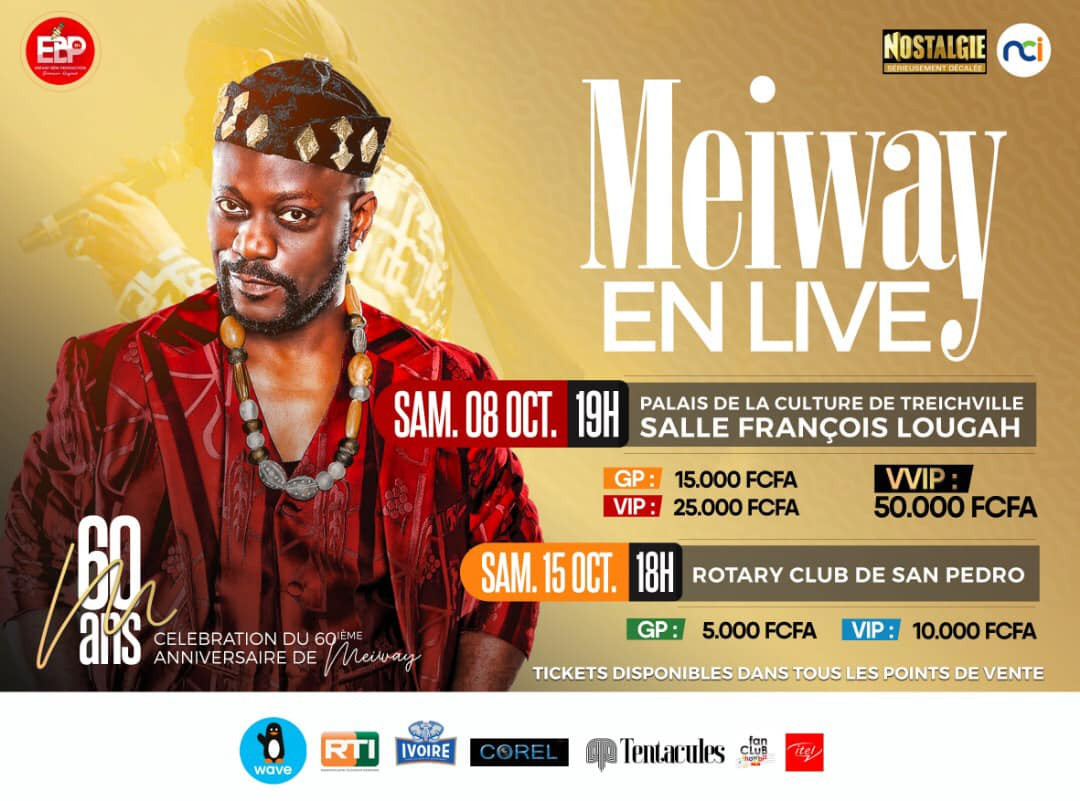 EBP
NOSTALGIE
SÉRIEUSEMENT DÉCALÉE
nci
Meiway
EN LIVE
SAM. 08 OCT. 19H
PALAIS DE LA CULTURE DE TREICHVILLE
SALLE FRANÇOIS LOUGAH
GP : 15.000 FCFA
VIP : 25.000 FCFA
VVIP :
50.000 FCFA
SAM. 15 OCT. 18H ROTARY CLUB DE SAN PEDRO
GP : 5.000 FCFA VIP : 10.000 FCFA
60
ans
CELEBRATION DU 60IÈME
ANNIVERSAIRE DE Meiway
TICKETS DISPONIBLES DANS TOUS LES POINTS DE VENTE
wave
RTI
IVOIRE
COREL
Tentacules
fan
CLUB
itel